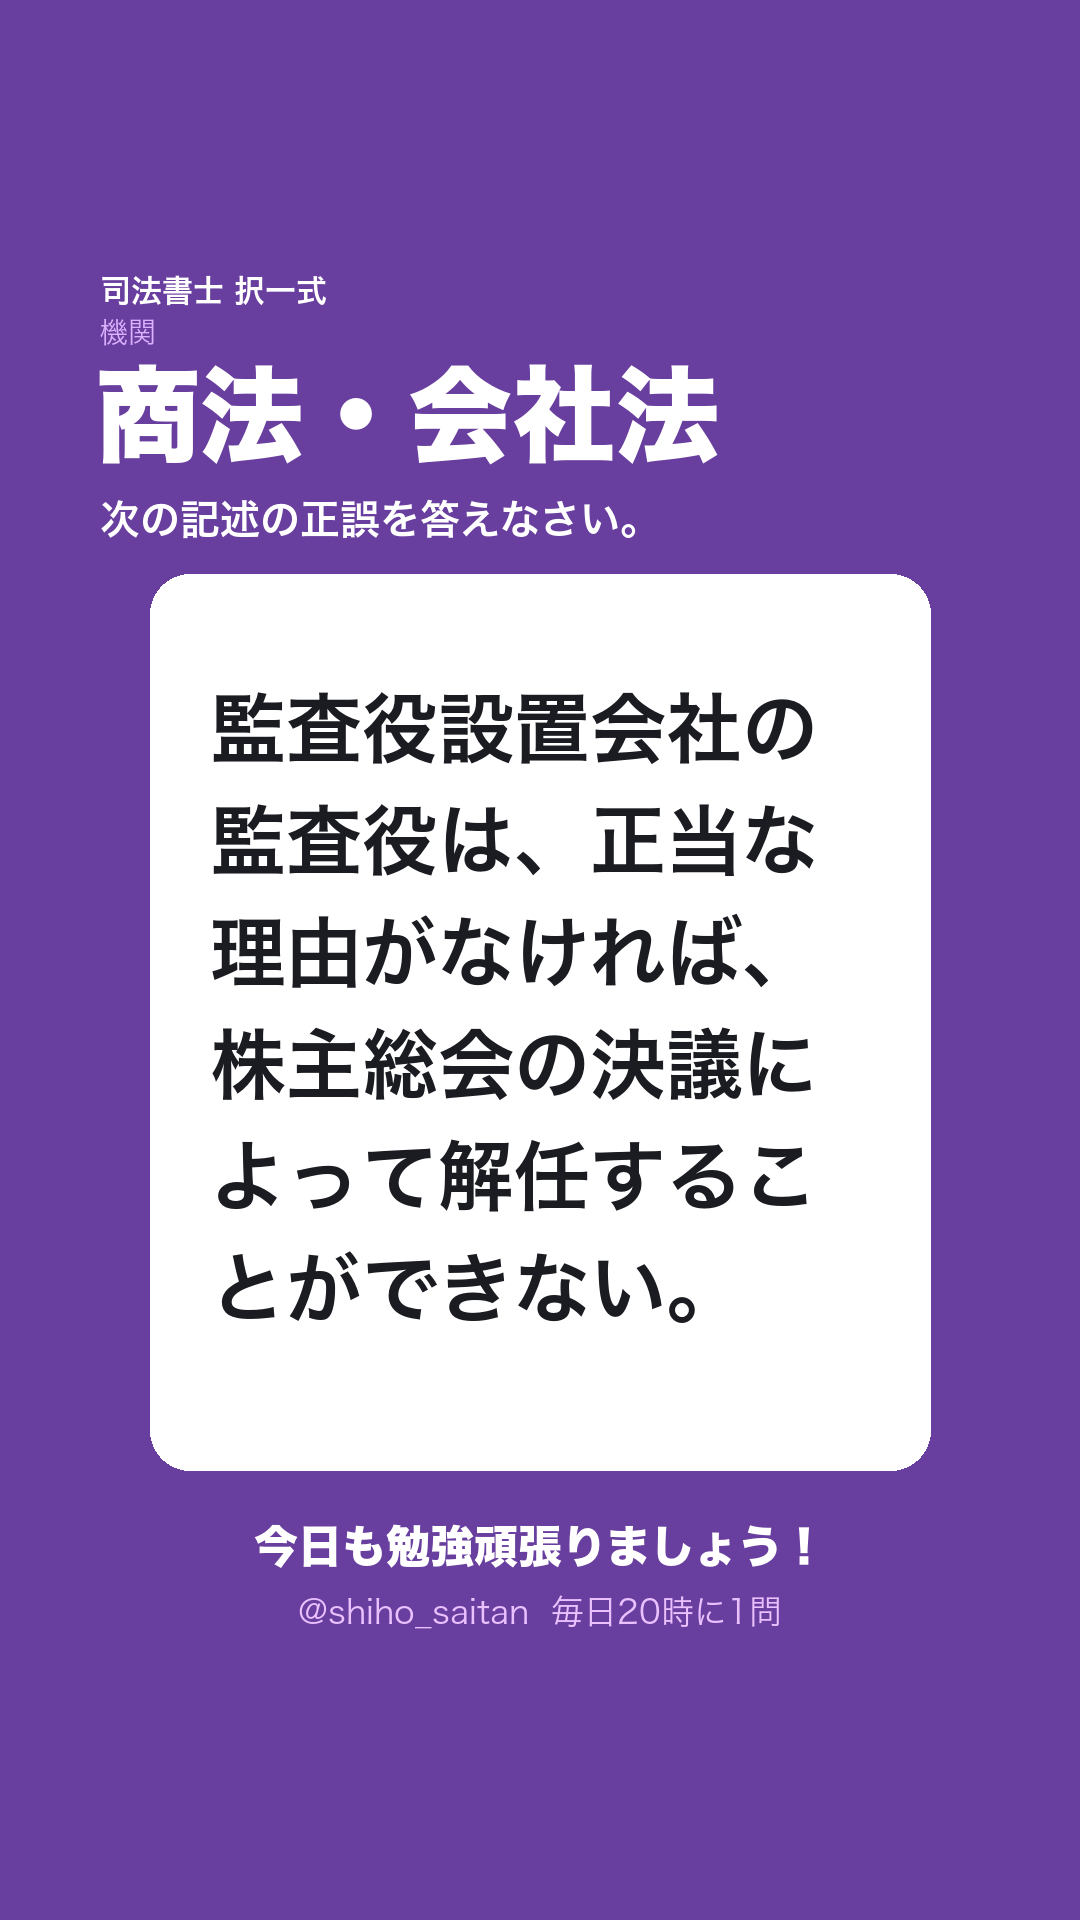 司法書士 択一式
機関
商法・会社法
次の記述の正誤を答えなさい。
監査役設置会社の
監査役は、正当な
理由がなければ、
株主総会の決議に
よって解任するこ
とができない。
今日も勉強頑張りましょう！
@shiho_saitan 毎日20時に1問